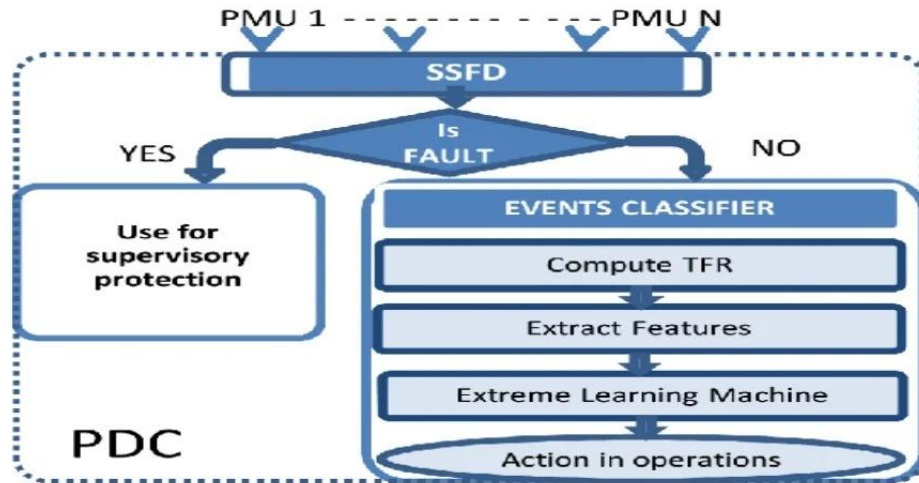 PMU 1 - - - - - - - - - - - PMU N
SSFD
Is
FAULT
YES
NO
Use for
supervisory
protection
EVENTS CLASSIFIER
Compute TFR
Extract Features
Extreme Learning Machine
Action in operations
PDC